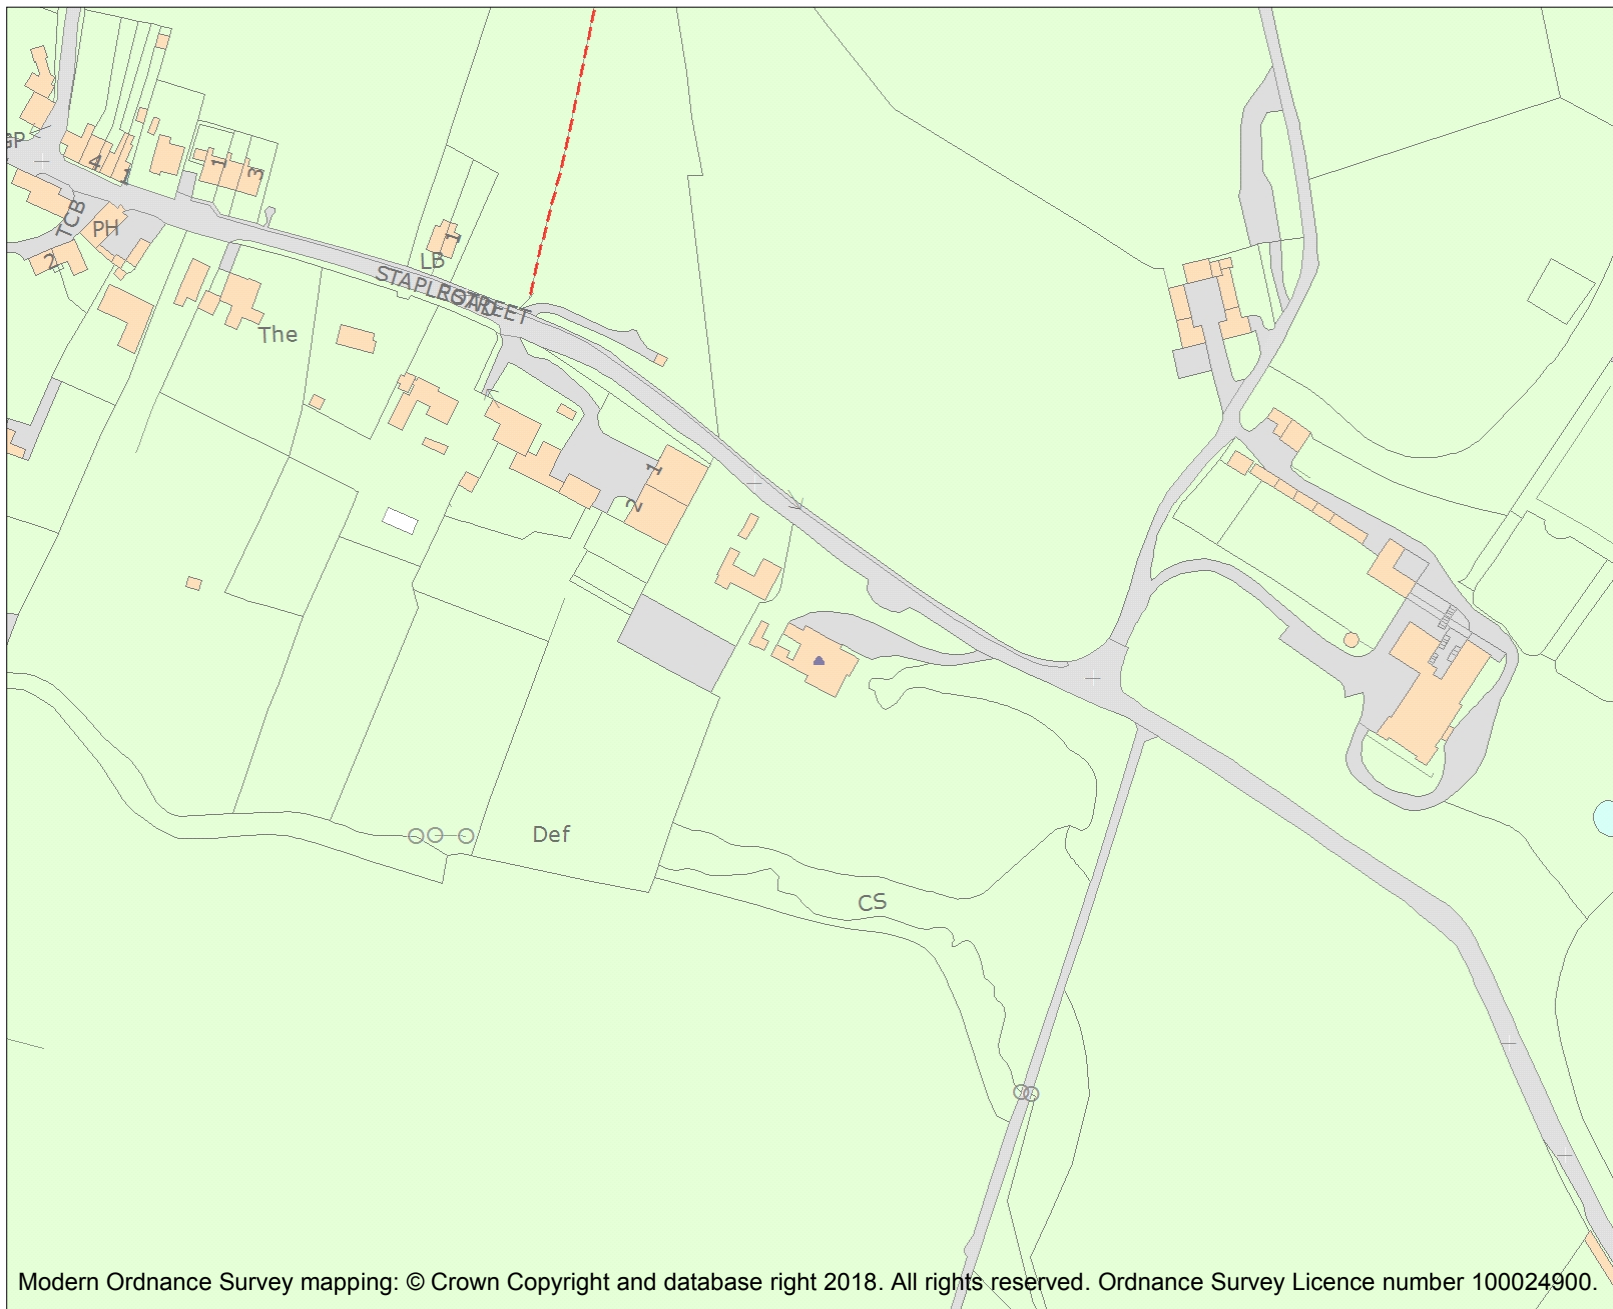 GP
4
1
1
3
TCB
PH
2
1
LB
STAPLE STREET
ROAD
The
1
2
Def
CS
Modern Ordnance Survey mapping: © Crown Copyright and database right 2018. All rights reserved. Ordnance Survey Licence number 100024900.